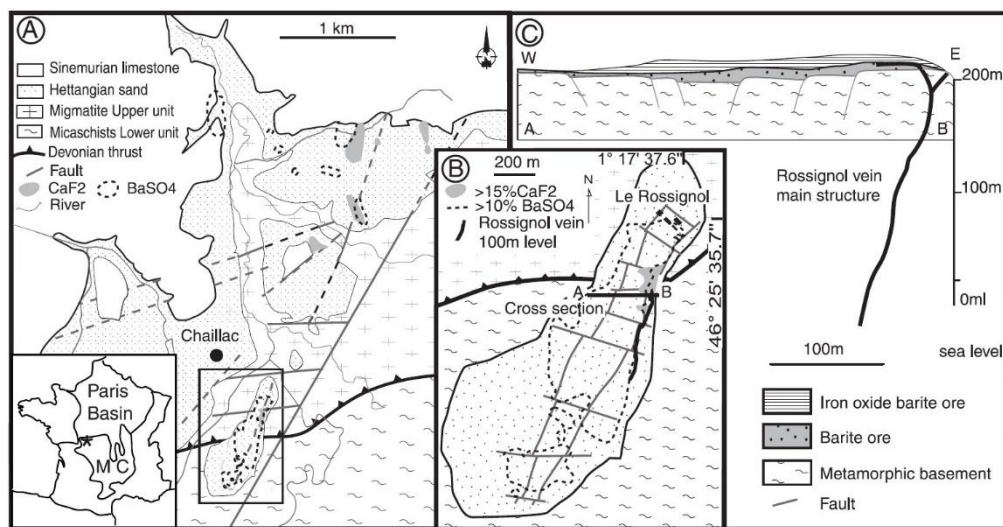 A
1 km
Sinemurian limestone
Hettangian sand
Migmatite Upper unit
Micaschists Lower unit
Devonian thrust
Fault
CaF2 BaSO4
River
Chaillac
Paris
Basin
*
M C
B
200 m
1° 17' 37.6"
N
>15%CaF2
>10% BaSO4
Rossignol vein
100m level
Le Rossignol
46° 25' 35.7"
A B
Cross section
C
W E
200m
A B
Rossignol vein
main structure
100m
0ml
100m sea level
Iron oxide barite ore
Barite ore
Metamorphic basement
Fault